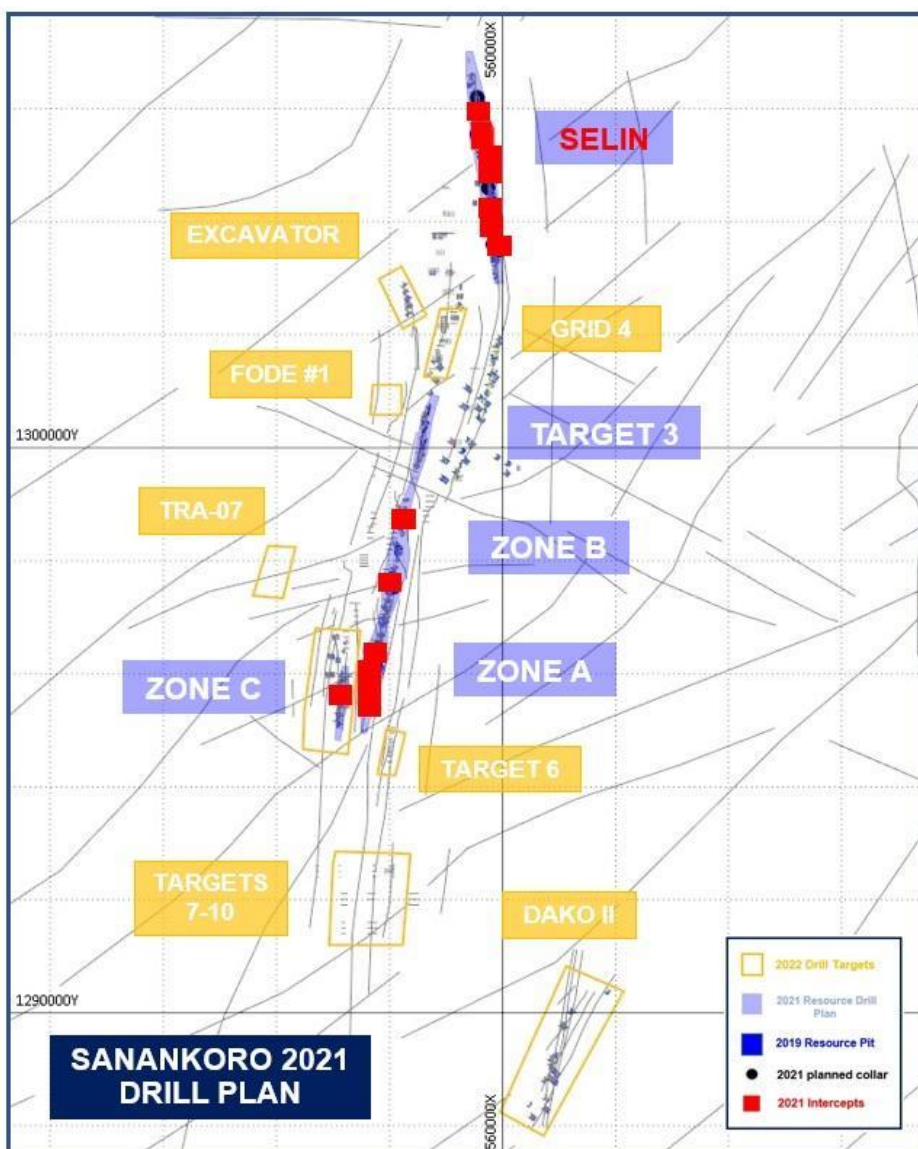 560000X
SELIN
EXCAVATOR
GRID 4
FODE #1
TARGET 3
1300000Y
TRA-07
ZONE B
ZONE C
ZONE A
TARGET 6
TARGETS
7-10
DAKO II
1290000Y
560000X
SANANKORO 2021
DRILL PLAN
2022 Drill Targets
2021 Resource Drill
Plan
2019 Resource Pit
2021 planned collar
2021 Intercepts